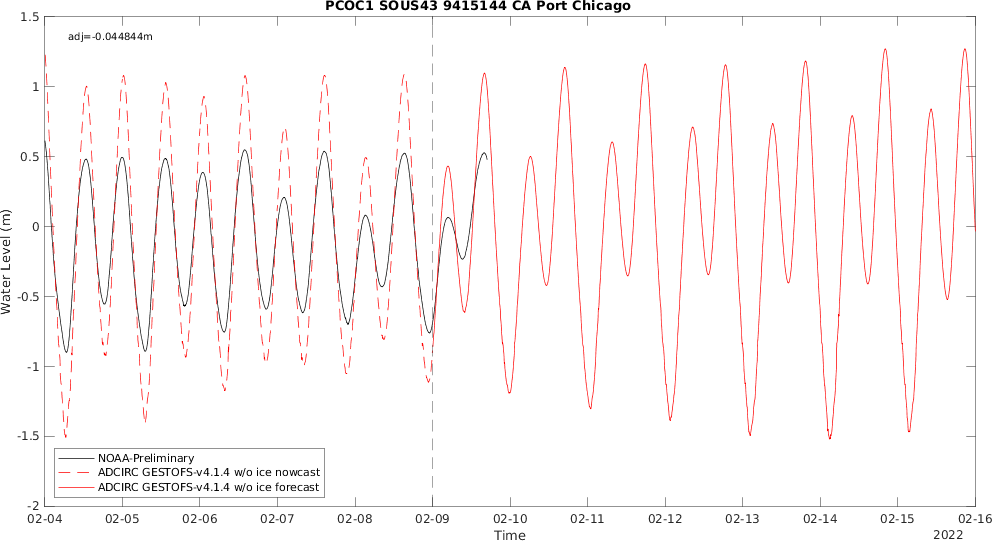 PCOC1 SOUS43 9415144 CA Port Chicago
adj=-0.044844m
1.5
1
0.5
0
-0.5
-1
-1.5
-2
Water Level (m)
NOAA-Preliminary
ADCIRC GESTOFS-v4.1.4 w/o ice nowcast
ADCIRC GESTOFS-v4.1.4 w/o ice forecast
02-04 02-05 02-06 02-07 02-08 02-09 02-10 02-11 02-12 02-13 02-14 02-15 02-16
Time
2022